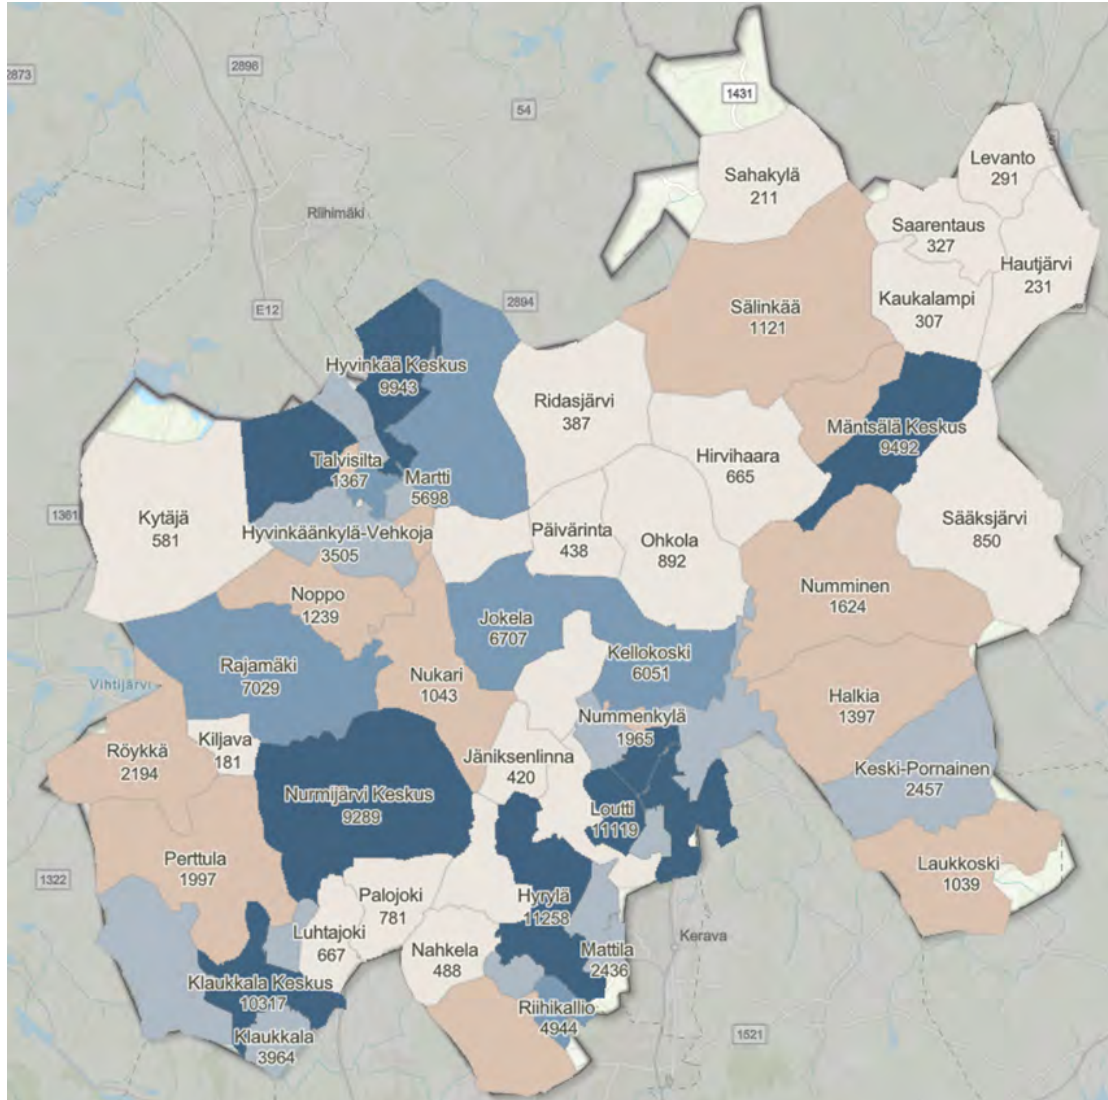 2873
2896
1431
54
Levanto
291
Sahakylä
211
Riihimäki
Saarentaus
327
Hautjärvi
231
2894
E12
Kaukalampi
307
Sälinkää
1121
Hyvinkää Keskus
9943
Ridasjärvi
387
Mäntsälä Keskus
9492
Hirvihaara
665
Talvisilta
1367
Martti
5698
1361
Kytäjä
581
Hyvinkäänkylä-Vehkoja
3505
Päivärinta
438
Ohkola
892
Sääksjärvi
850
Noppo
1239
Numminen
1624
Jokela
6707
Kellokoski
6051
Rajamäki
7029
Nukari
1043
Vihtijärvi
Halkia
1397
Nummenkylä
1965
Kiljava
181
Röykkä
2194
Jäniksenlinna
420
Keski-Pornainen
2457
Nurmijärvi Keskus
9289
Loutti
11119
Perttula
1997
Laukkoski
1039
1322
Palojoki
781
Hyrylä
11258
Luhtajoki
667
Kerava
Nahkela
488
Mattila
2436
Klaukkala Keskus
10317
Riihikallio
4944
Klaukkala
3964
1521